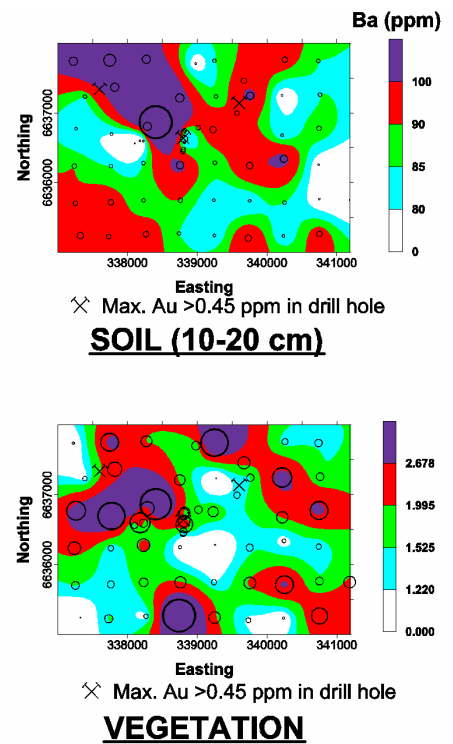 Ba (ppm)
100
90
85
80
0
Northing
6637000
6636000
338000 339000 340000 341000
Easting
Max. Au >0.45 ppm in drill hole
SOIL (10-20 cm)
2.678
1.995
1.525
1.220
0.000
Northing
6637000
6636000
338000 339000 340000 341000
Easting
Max. Au >0.45 ppm in drill hole
VEGETATION